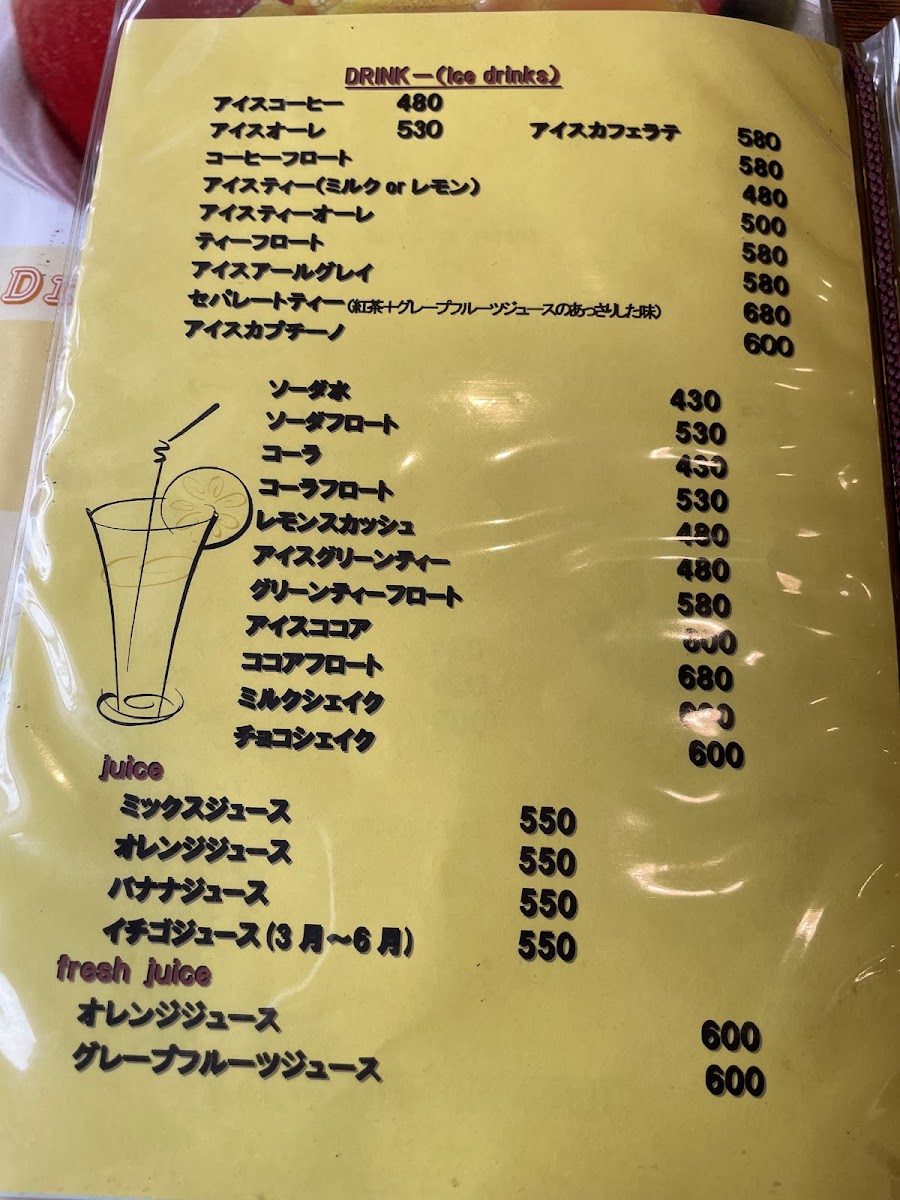 DRINK－(Ice drinks)
アイスコーヒー 480
アイスオーレ 530 アイスカフェラテ 580
コーヒーフロート 580
アイスティー(ミルク or レモン) 480
アイスティーオーレ 500
ティーフロート 580
アイスアールグレイ 580
セパレートティー(紅茶＋グレープフルーツジュースのあっさりした味) 680
アイスカプチーノ 600
ソーダ水 430
ソーダフロート 530
コーラ 430
コーラフロート 530
レモンスカッシュ 480
アイスグリーンティー 480
グリーンティーフロート 580
アイスココア 600
ココアフロート 680
ミルクシェイク
チョコシェイク 600
juice
ミックスジュース 550
オレンジジュース 550
バナナジュース 550
イチゴジュース(3 月～6 月) 550
fresh juice
オレンジジュース 600
グレープフルーツジュース 600